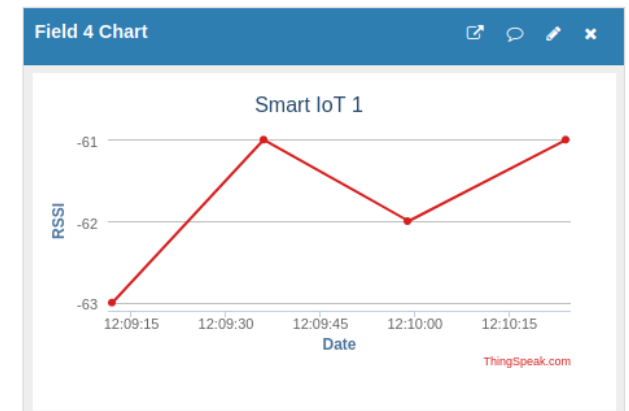 Field 4 Chart
Smart IoT 1
-61
-62
-63
RSSI
12:09:15 12:09:30 12:09:45 12:10:00 12:10:15
Date
ThingSpeak.com